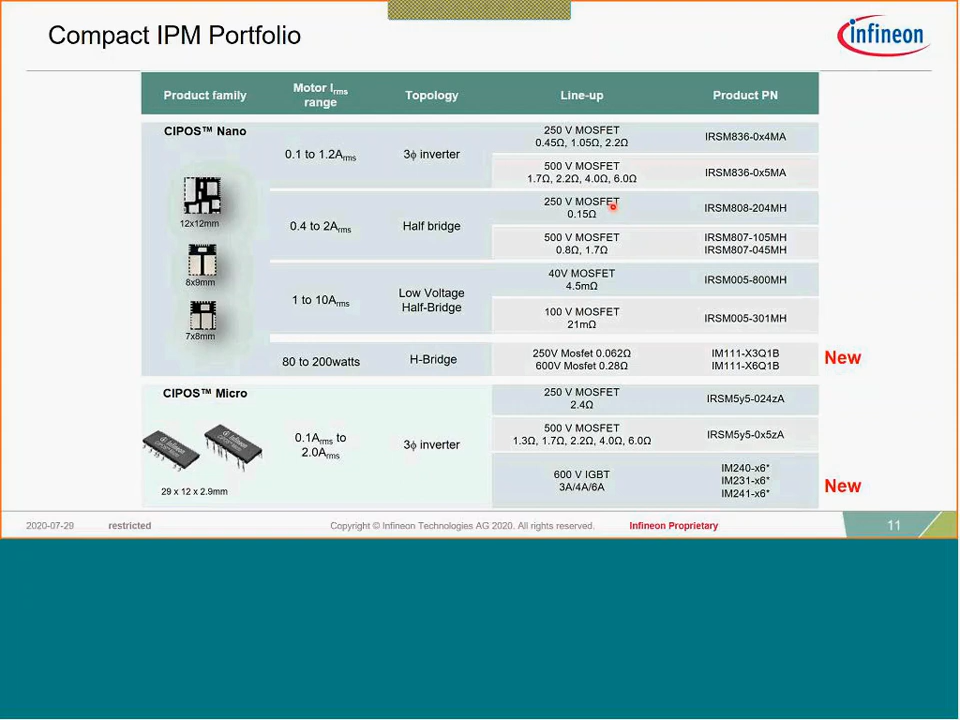 Compact IPM Portfolio
infineon
Product family
Motor Irms range
Topology
Line-up
Product PN
CIPOS™ Nano
12x12mm
8x9mm
7x8mm
0.1 to 1.2Arms
3ϕ inverter
250 V MOSFET
0.45Ω, 1.05Ω, 2.2Ω
IRSM836-0x4MA
500 V MOSFET
1.7Ω, 2.2Ω, 4.0Ω, 6.0Ω
IRSM836-0x5MA
0.4 to 2Arms
Half bridge
250 V MOSFET
0.15Ω
IRSM808-204MH
500 V MOSFET
0.8Ω, 1.7Ω
IRSM807-105MH
IRSM807-045MH
1 to 10Arms
Low Voltage
Half-Bridge
40V MOSFET
4.5mΩ
IRSM005-800MH
100 V MOSFET
21mΩ
IRSM005-301MH
80 to 200watts
H-Bridge
250V Mosfet 0.062Ω
600V Mosfet 0.28Ω
IM111-X3Q1B
IM111-X6Q1B
New
CIPOS™ Micro
29 x 12 x 2.9mm
0.1Arms to
2.0Arms
3ϕ inverter
250 V MOSFET
2.4Ω
IRSM5y5-024zA
500 V MOSFET
1.3Ω, 1.7Ω, 2.2Ω, 4.0Ω, 6.0Ω
IRSM5y5-0x5zA
600 V IGBT
3A/4A/6A
IM240-x6*
IM231-x6*
IM241-x6*
New
2020-07-29 restricted Copyright © Infineon Technologies AG 2020. All rights reserved. Infineon Proprietary 11